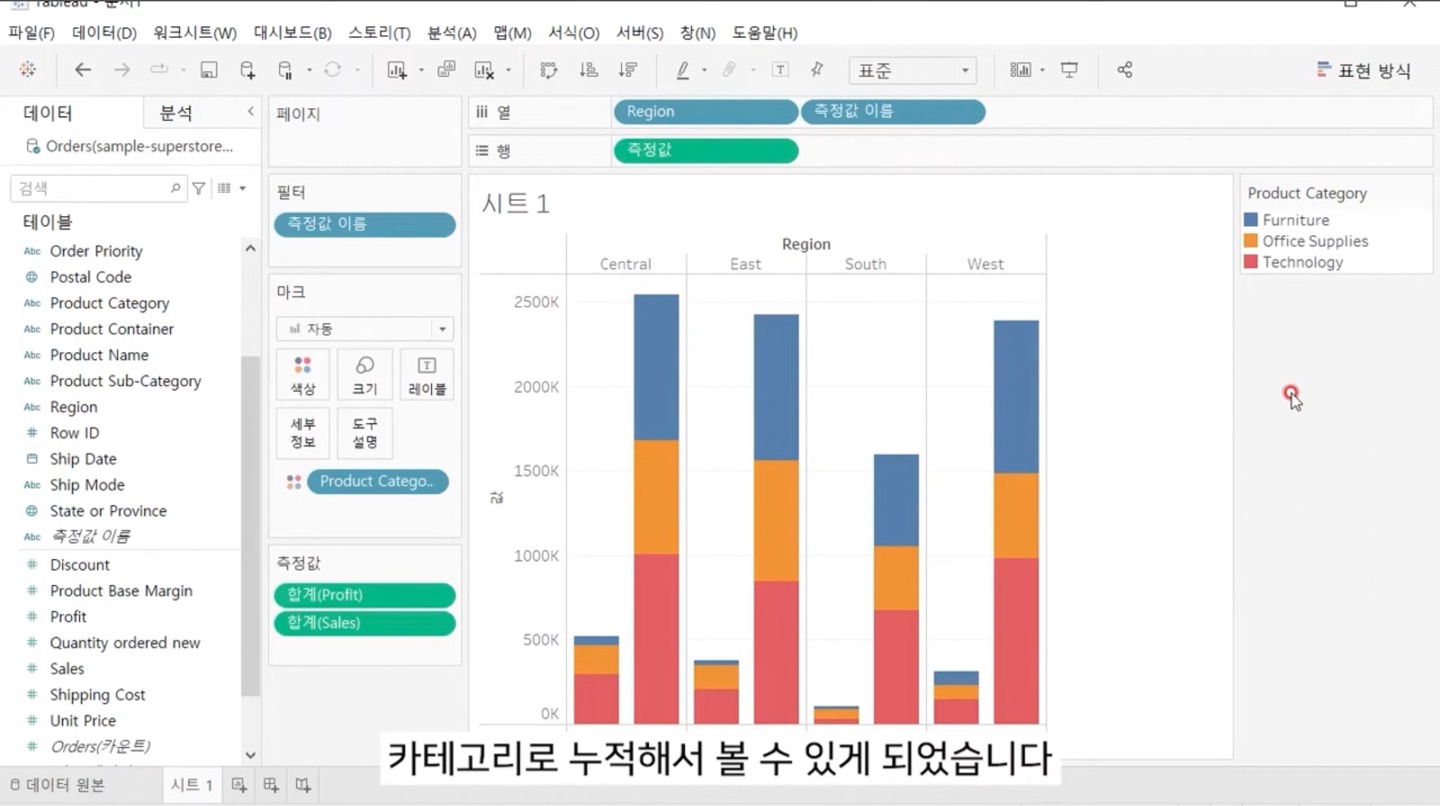 파일(F) 데이터(D) 워크시트(W) 대시보드(B) 스토리(T) 분석(A) 맵(M) 서식(O) 서버(S) 창(N) 도움말(H)
표준
표현 방식
데이터 분석
Orders(sample-superstore...
검색
테이블
Abc Order Priority
Postal Code
Abc Product Category
Abc Product Container
Abc Product Name
Abc Product Sub-Category
Abc Region
# Row ID
Ship Date
Abc Ship Mode
State or Province
Abc 측정값 이름
# Discount
# Product Base Margin
# Profit
# Quantity ordered new
# Sales
# Shipping Cost
# Unit Price
# Orders(카운트)
페이지
필터
측정값 이름
마크
자동
색상 크기 레이블
세부 정보
도구 설명
Product Catego..
측정값
합계(Profit)
합계(Sales)
iii 열 Region 측정값 이름
행 측정값
시트 1
Region
Central East South West
2500K
2000K
1500K
1000K
500K
0K
값
Product Category
Furniture
Office Supplies
Technology
카테고리로 누적해서 볼 수 있게 되었습니다
데이터 원본 시트 1